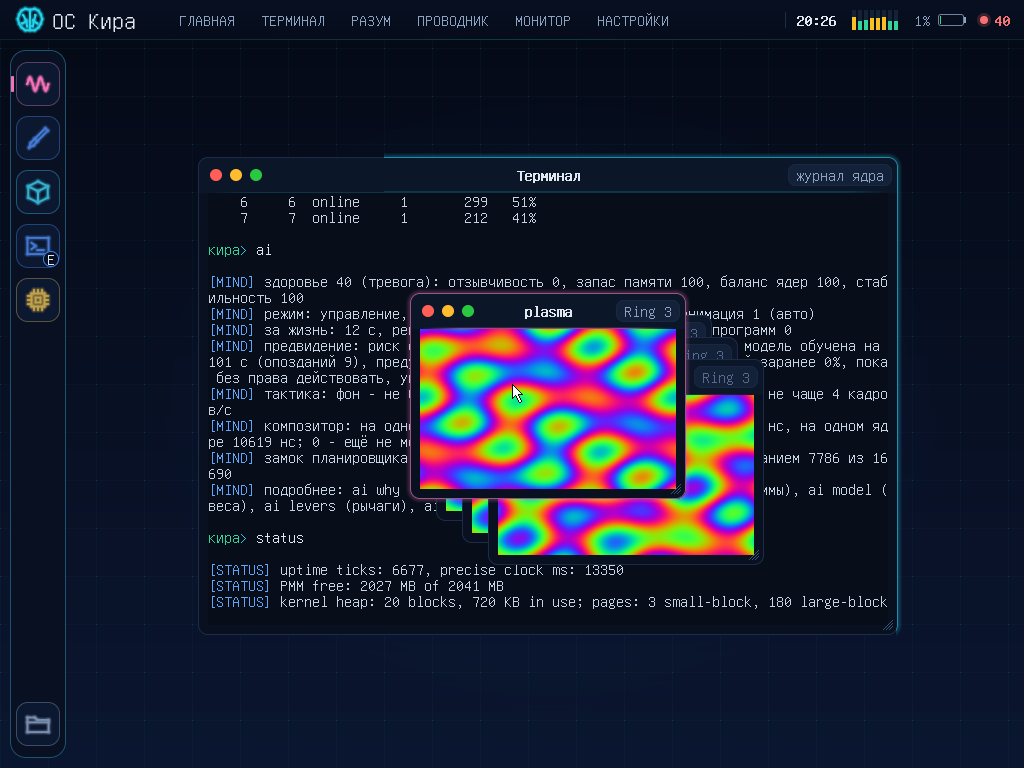 ОС Кира
ГЛАВНАЯ ТЕРМИНАЛ РАЗУМ ПРОВОДНИК МОНИТОР НАСТРОЙКИ
20:26 1% 40
Терминал журнал ядра
6 6 online 1 299 51%
7 7 online 1 212 41%
кира> ai
[MIND] здоровье 40 (тревога): отзывчивость 0, запас памяти 100, баланс ядер 100, стаб
ильность 100
plasma Ring 3
[MIND] режим: управление, анимация 1 (авто)
[MIND] за жизнь: 12 с, программ 0
3
[MIND] предвидение: риск модель обучена на
ing 3
101 с (опозданий 9), заранее 0%, пока
без права действовать,
Ring 3
[MIND] тактика: фон - не не чаще 4 кадро
в/с
[MIND] композитор: на нс, на одном яд
ре 10619 нс; 0 - ещё не
[MIND] замок планировщика 7786 из 16
690
[MIND] подробнее: ai why ai model (
веса), ai levers (рычаги),
кира> status
[STATUS] uptime ticks: 6677, precise clock ms: 13350
[STATUS] PMM free: 2027 MB of 2041 MB
[STATUS] kernel heap: 20 blocks, 720 KB in use; pages: 3 small-block, 180 large-block
E